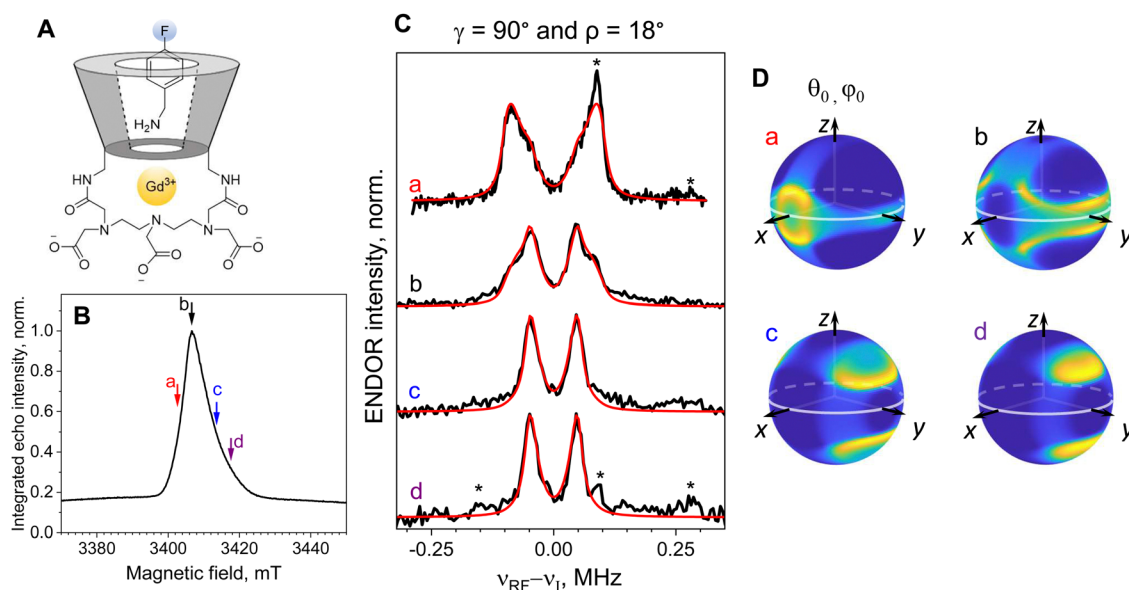 A
F
H₂N
Gd³⁺
NH
NH
O
O
N
N
N
⁻O
O
O
O⁻
O
O⁻
B
Integrated echo intensity, norm.
1.0
0.8
0.6
0.4
0.2
0.0
a
b
c
d
3380
3400
3420
3440
Magnetic field, mT
C
γ = 90° and ρ = 18°
ENDOR intensity, norm.
*
*
a
b
c
d
*
*
*
-0.25
0.00
0.25
νRF−νI, MHz
D
θ₀ , φ₀
a
z
x
y
b
z
x
y
c
z
x
y
d
z
x
y